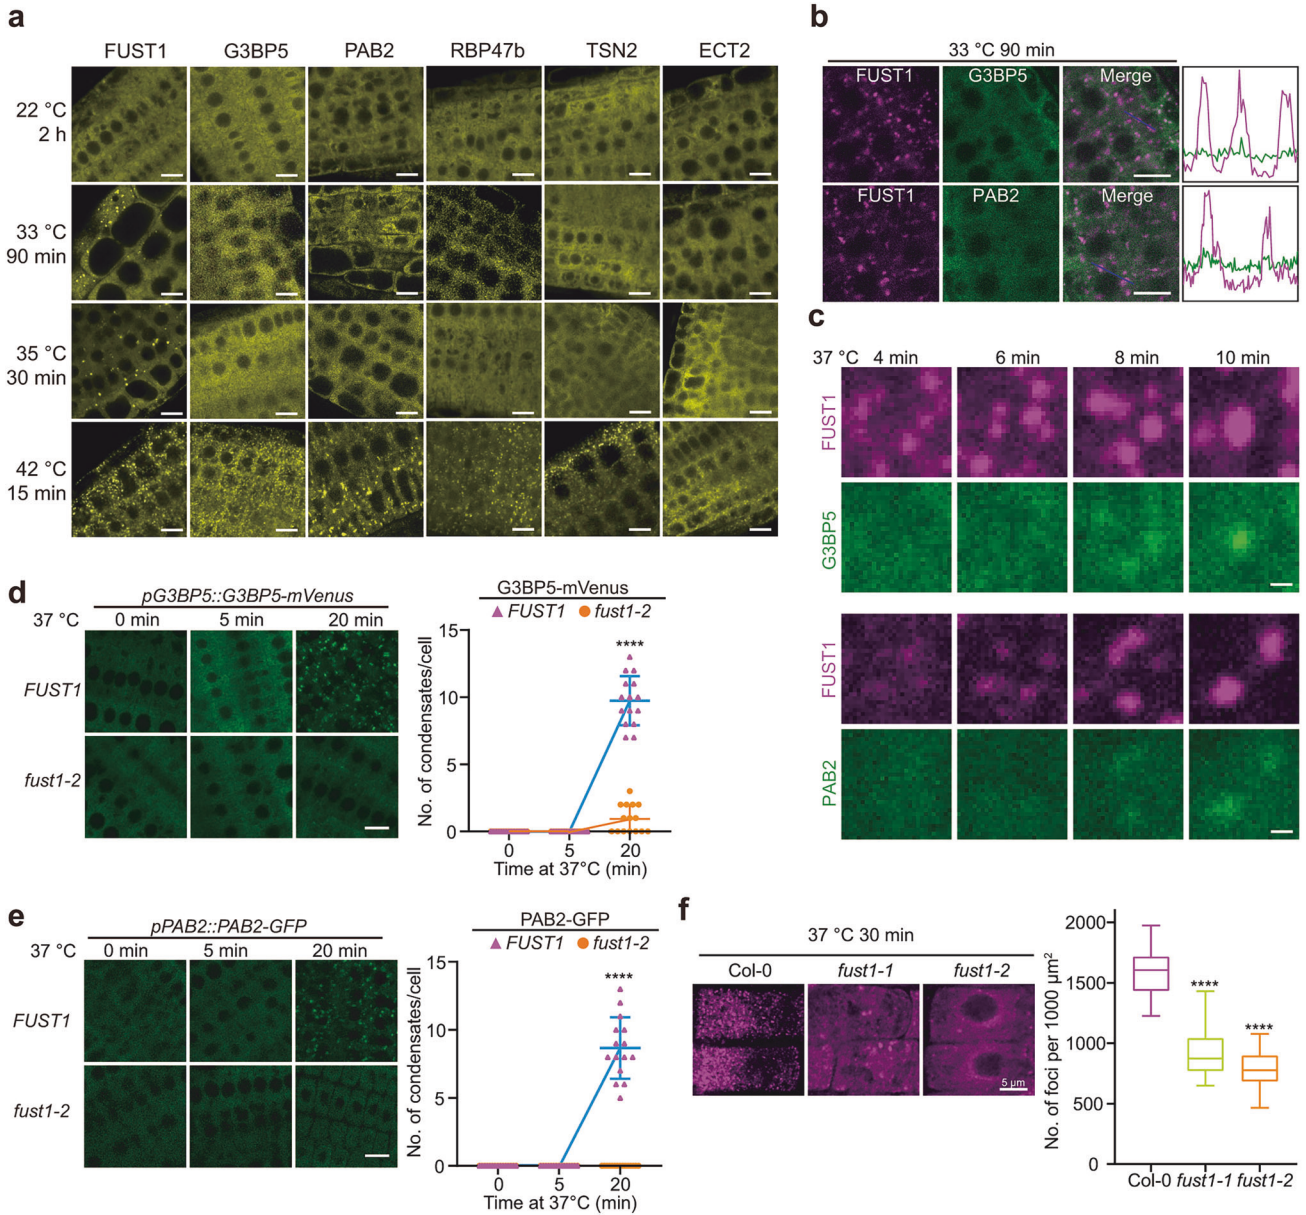 a
FUST1 G3BP5 PAB2 RBP47b TSN2 ECT2
22 °C
2 h
33 °C
90 min
35 °C
30 min
42 °C
15 min
b
33 °C 90 min
FUST1 G3BP5 Merge
FUST1 PAB2 Merge
c
37 °C 4 min 6 min 8 min 10 min
FUST1
G3BP5
FUST1
PAB2
d
pG3BP5::G3BP5-mVenus
37 °C 0 min 5 min 20 min
FUST1
fust1-2
G3BP5-mVenus
FUST1 fust1-2
No. of condensates/cell
15
10
5
0
****
0 5 20
Time at 37°C (min)
e
pPAB2::PAB2-GFP
37 °C 0 min 5 min 20 min
FUST1
fust1-2
PAB2-GFP
FUST1 fust1-2
No. of condensates/cell
15
10
5
0
****
0 5 20
Time at 37°C (min)
f
37 °C 30 min
Col-0 fust1-1 fust1-2
5 µm
No. of foci per 1000 µm²
2000
1500
1000
500
0
****
****
Col-0 fust1-1 fust1-2